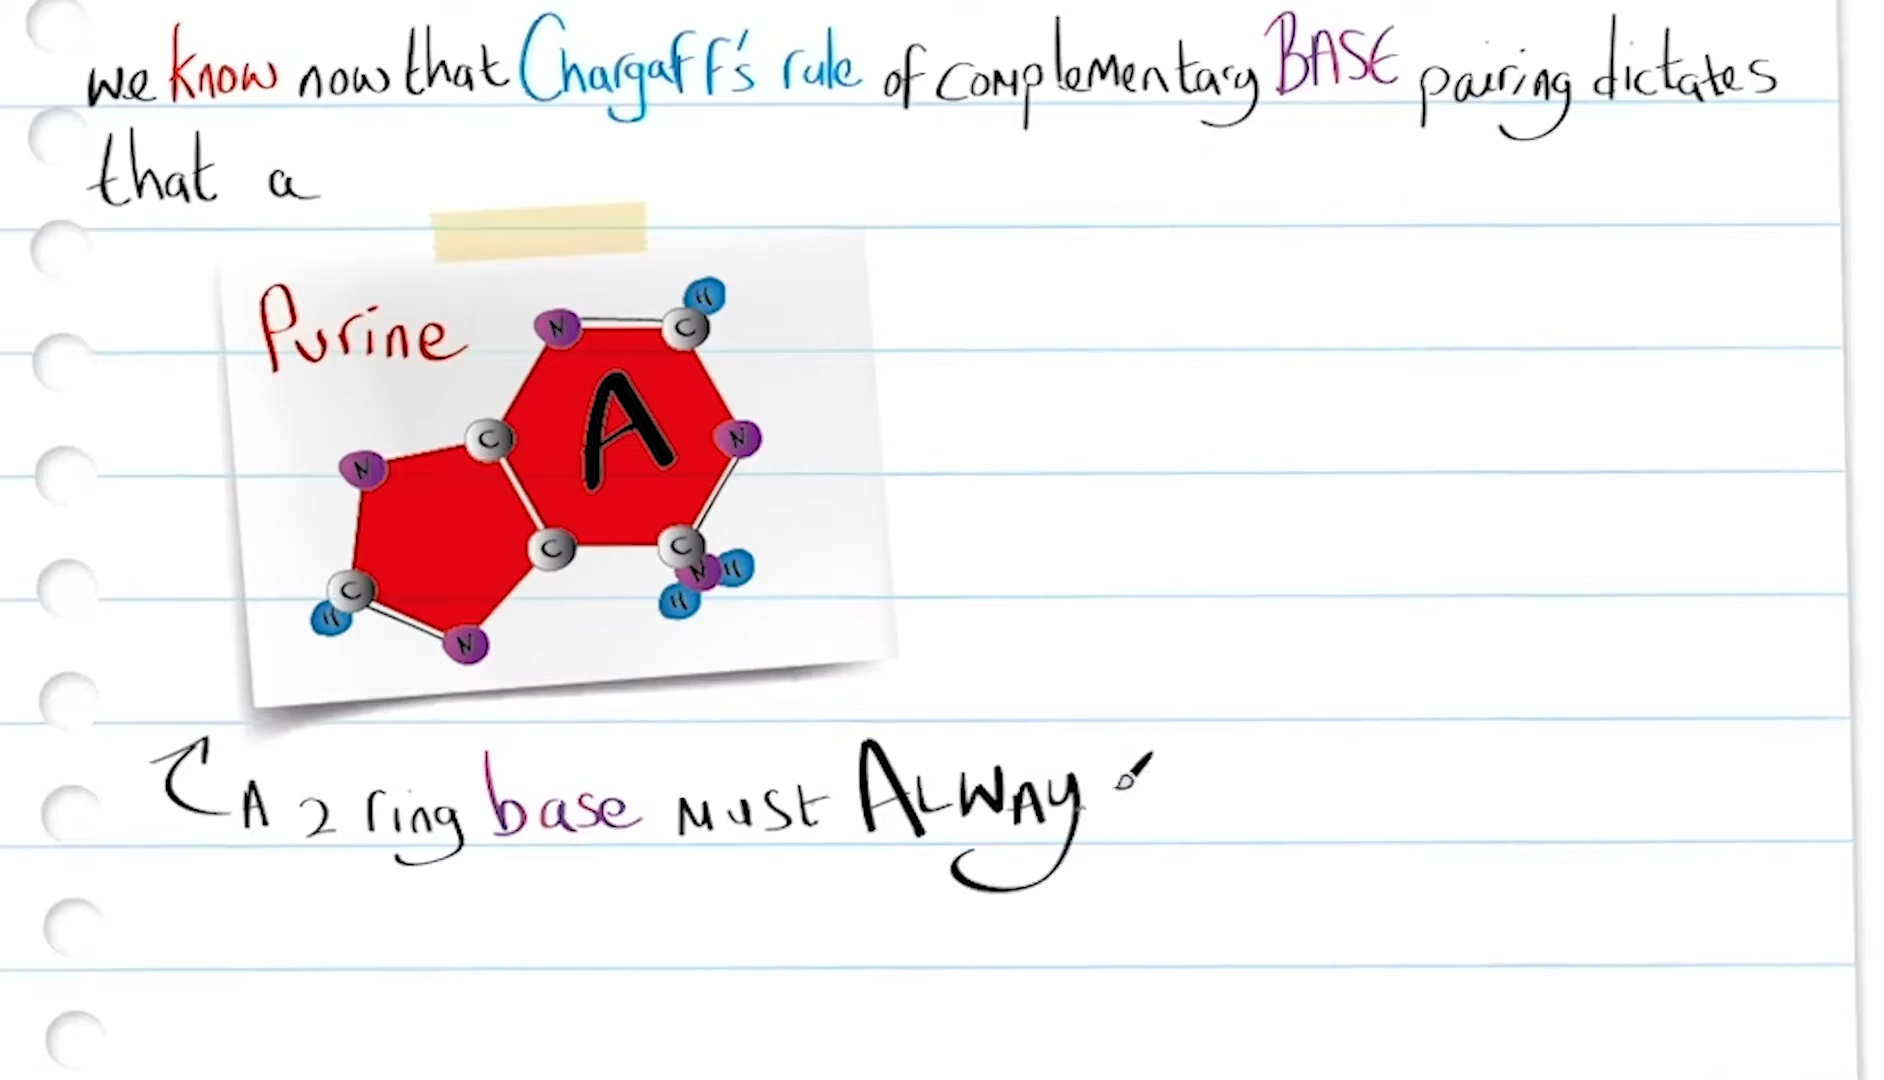 we know now that Chargaff's rule of complementary BASE pairing dictates
that a
Purine
H
N C
A
C N
N
C C
N H
C H
H
N
A 2 ring base must ALWAY